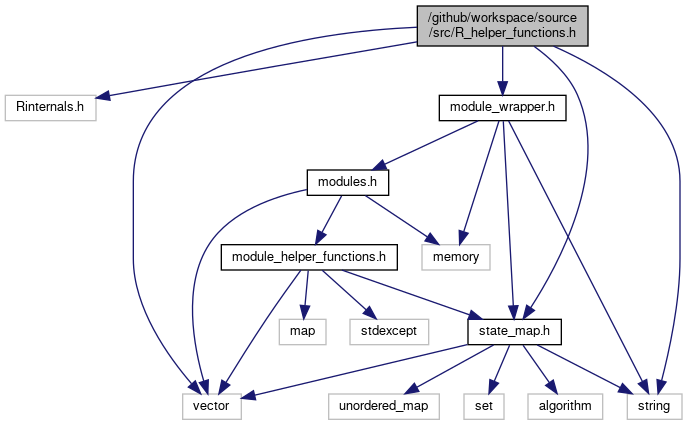 /github/workspace/source
/src/R_helper_functions.h
Rinternals.h
module_wrapper.h
modules.h
module_helper_functions.h
memory
map
stdexcept
state_map.h
vector
unordered_map
set
algorithm
string